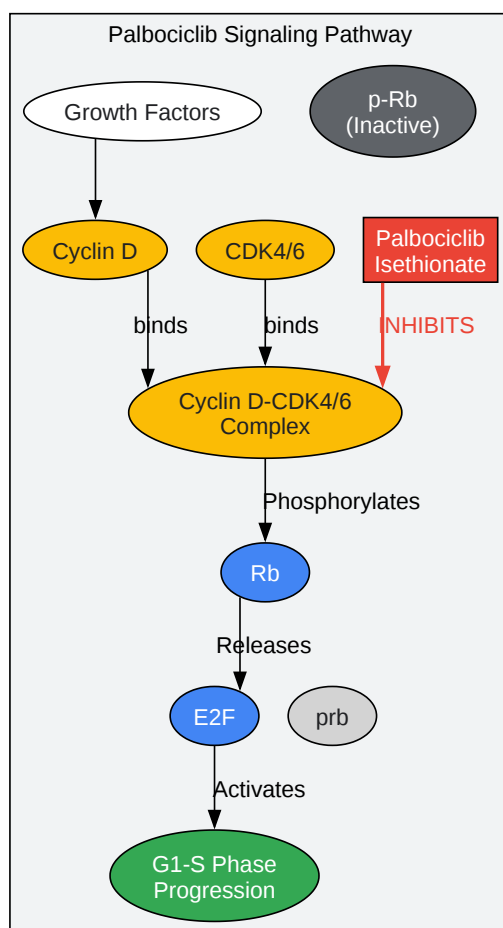 Palbociclib Signaling Pathway
Growth Factors
p-Rb
(Inactive)
Cyclin D
CDK4/6
Palbociclib
Isethionate
binds
binds
INHIBITS
Cyclin D-CDK4/6
Complex
Phosphorylates
Rb
Releases
E2F
prb
Activates
G1-S Phase
Progression